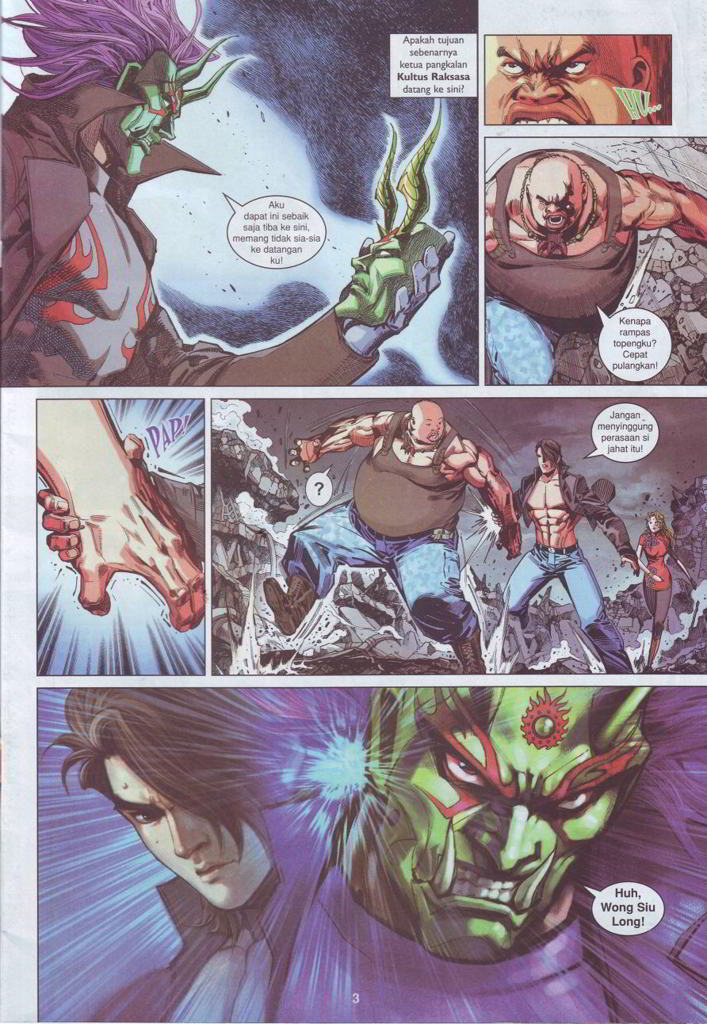 Apakah tujuan
sebenarnya
ketua pangkalan
Kultus Raksasa
datang ke sini?
Aku
dapat ini sebaik
saja tiba ke sini,
memang tidak sia-sia
ke datangan
ku!
HU...
Kenapa
rampas
topengku?
Cepat
pulangkan!
PAP!
?
Jangan
menyinggung
perasaan si
jahat itu!
Huh,
Wong Siu
Long!
3